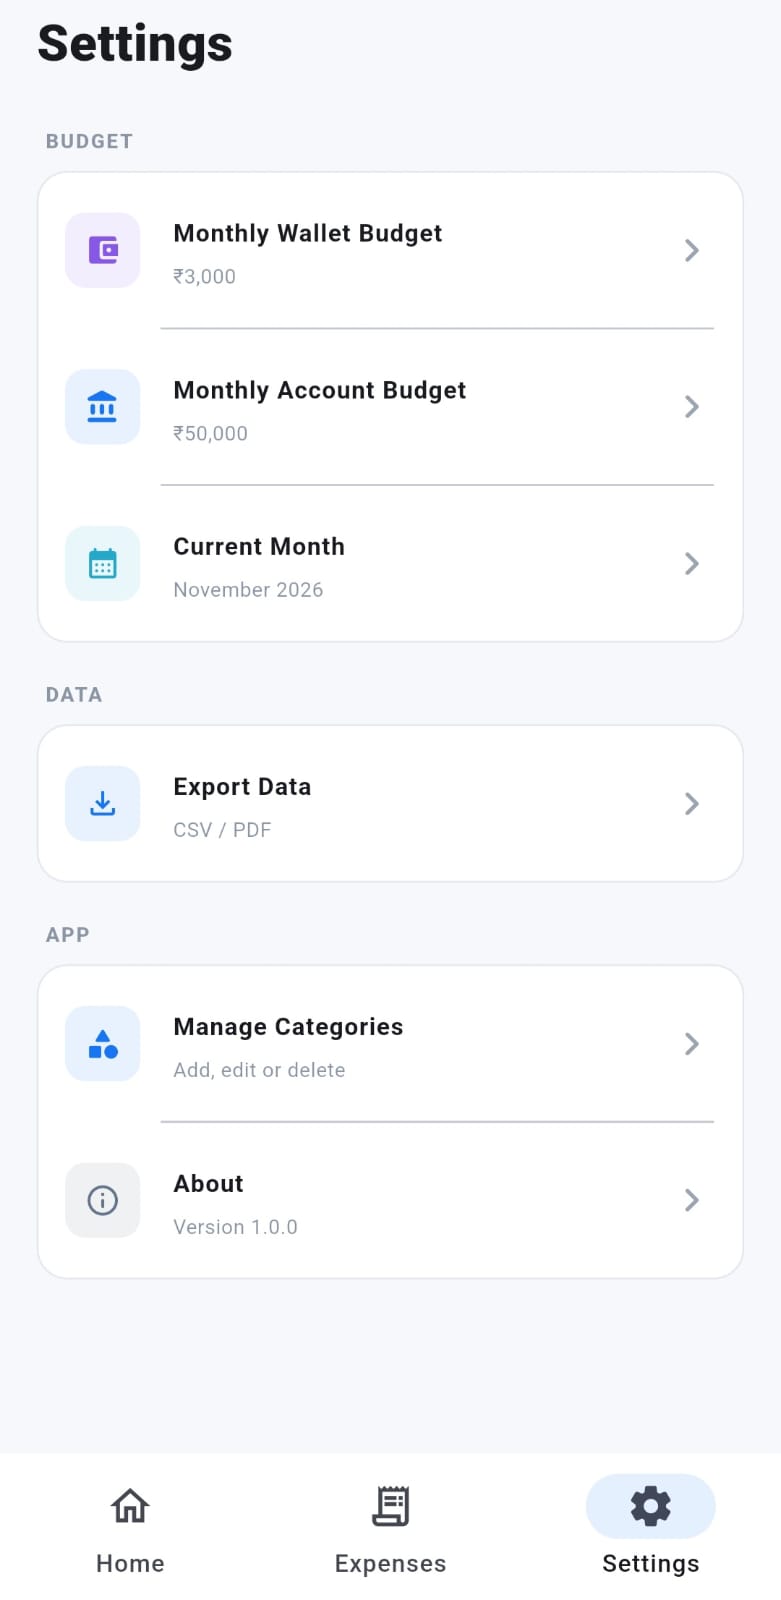 Settings
BUDGET
Monthly Wallet Budget
₹3,000
Monthly Account Budget
₹50,000
Current Month
November 2026
DATA
Export Data
CSV / PDF
APP
Manage Categories
Add, edit or delete
About
Version 1.0.0
Home
Expenses
Settings